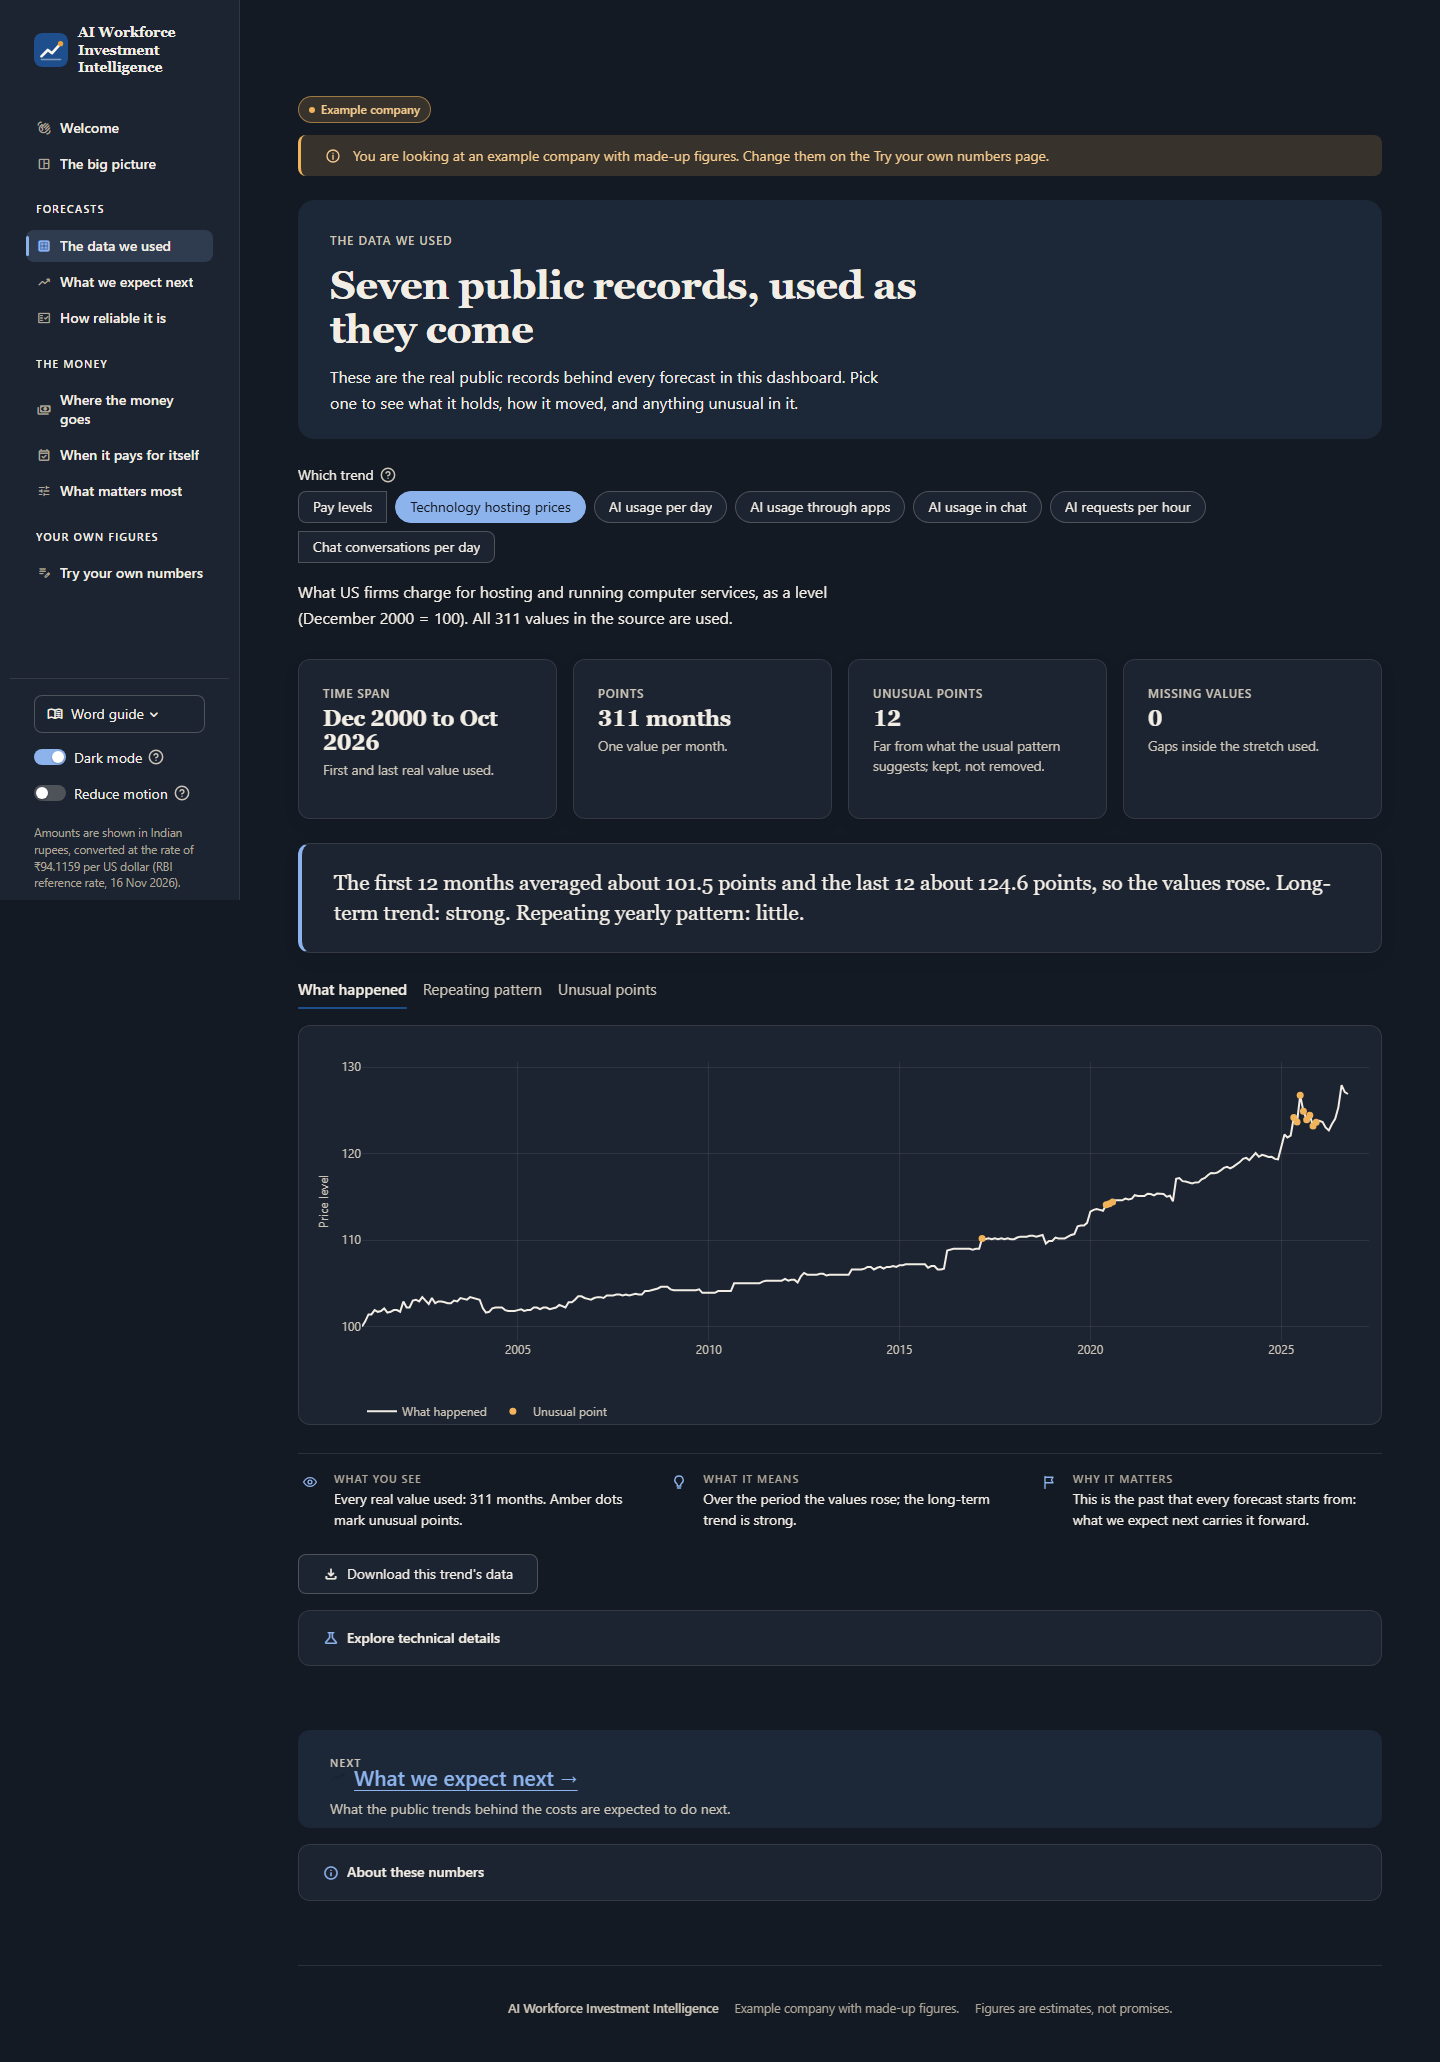 AI Workforce
Investment
Intelligence
Welcome
The big picture
FORECASTS
The data we used
What we expect next
How reliable it is
THE MONEY
Where the money
goes
When it pays for itself
What matters most
YOUR OWN FIGURES
Try your own numbers
Word guide
Dark mode
Reduce motion
Amounts are shown in Indian
rupees, converted at the rate of
₹94.1159 per US dollar (RBI
reference rate, 16 Nov 2026).
Example company
You are looking at an example company with made-up figures. Change them on the Try your own numbers page.
THE DATA WE USED
Seven public records, used as
they come
These are the real public records behind every forecast in this dashboard. Pick
one to see what it holds, how it moved, and anything unusual in it.
Which trend
Pay levels
Technology hosting prices
AI usage per day
AI usage through apps
AI usage in chat
AI requests per hour
Chat conversations per day
What US firms charge for hosting and running computer services, as a level
(December 2000 = 100). All 311 values in the source are used.
TIME SPAN
Dec 2000 to Oct
2026
First and last real value used.
POINTS
311 months
One value per month.
UNUSUAL POINTS
12
Far from what the usual pattern
suggests; kept, not removed.
MISSING VALUES
0
Gaps inside the stretch used.
The first 12 months averaged about 101.5 points and the last 12 about 124.6 points, so the values rose. Long-
term trend: strong. Repeating yearly pattern: little.
What happened
Repeating pattern
Unusual points
Price level
130
120
110
100
2005
2010
2015
2020
2025
What happened
Unusual point
WHAT YOU SEE
Every real value used: 311 months. Amber dots
mark unusual points.
WHAT IT MEANS
Over the period the values rose; the long-term
trend is strong.
WHY IT MATTERS
This is the past that every forecast starts from:
what we expect next carries it forward.
Download this trend's data
Explore technical details
NEXT
What we expect next →
What the public trends behind the costs are expected to do next.
About these numbers
AI Workforce Investment Intelligence Example company with made-up figures. Figures are estimates, not promises.